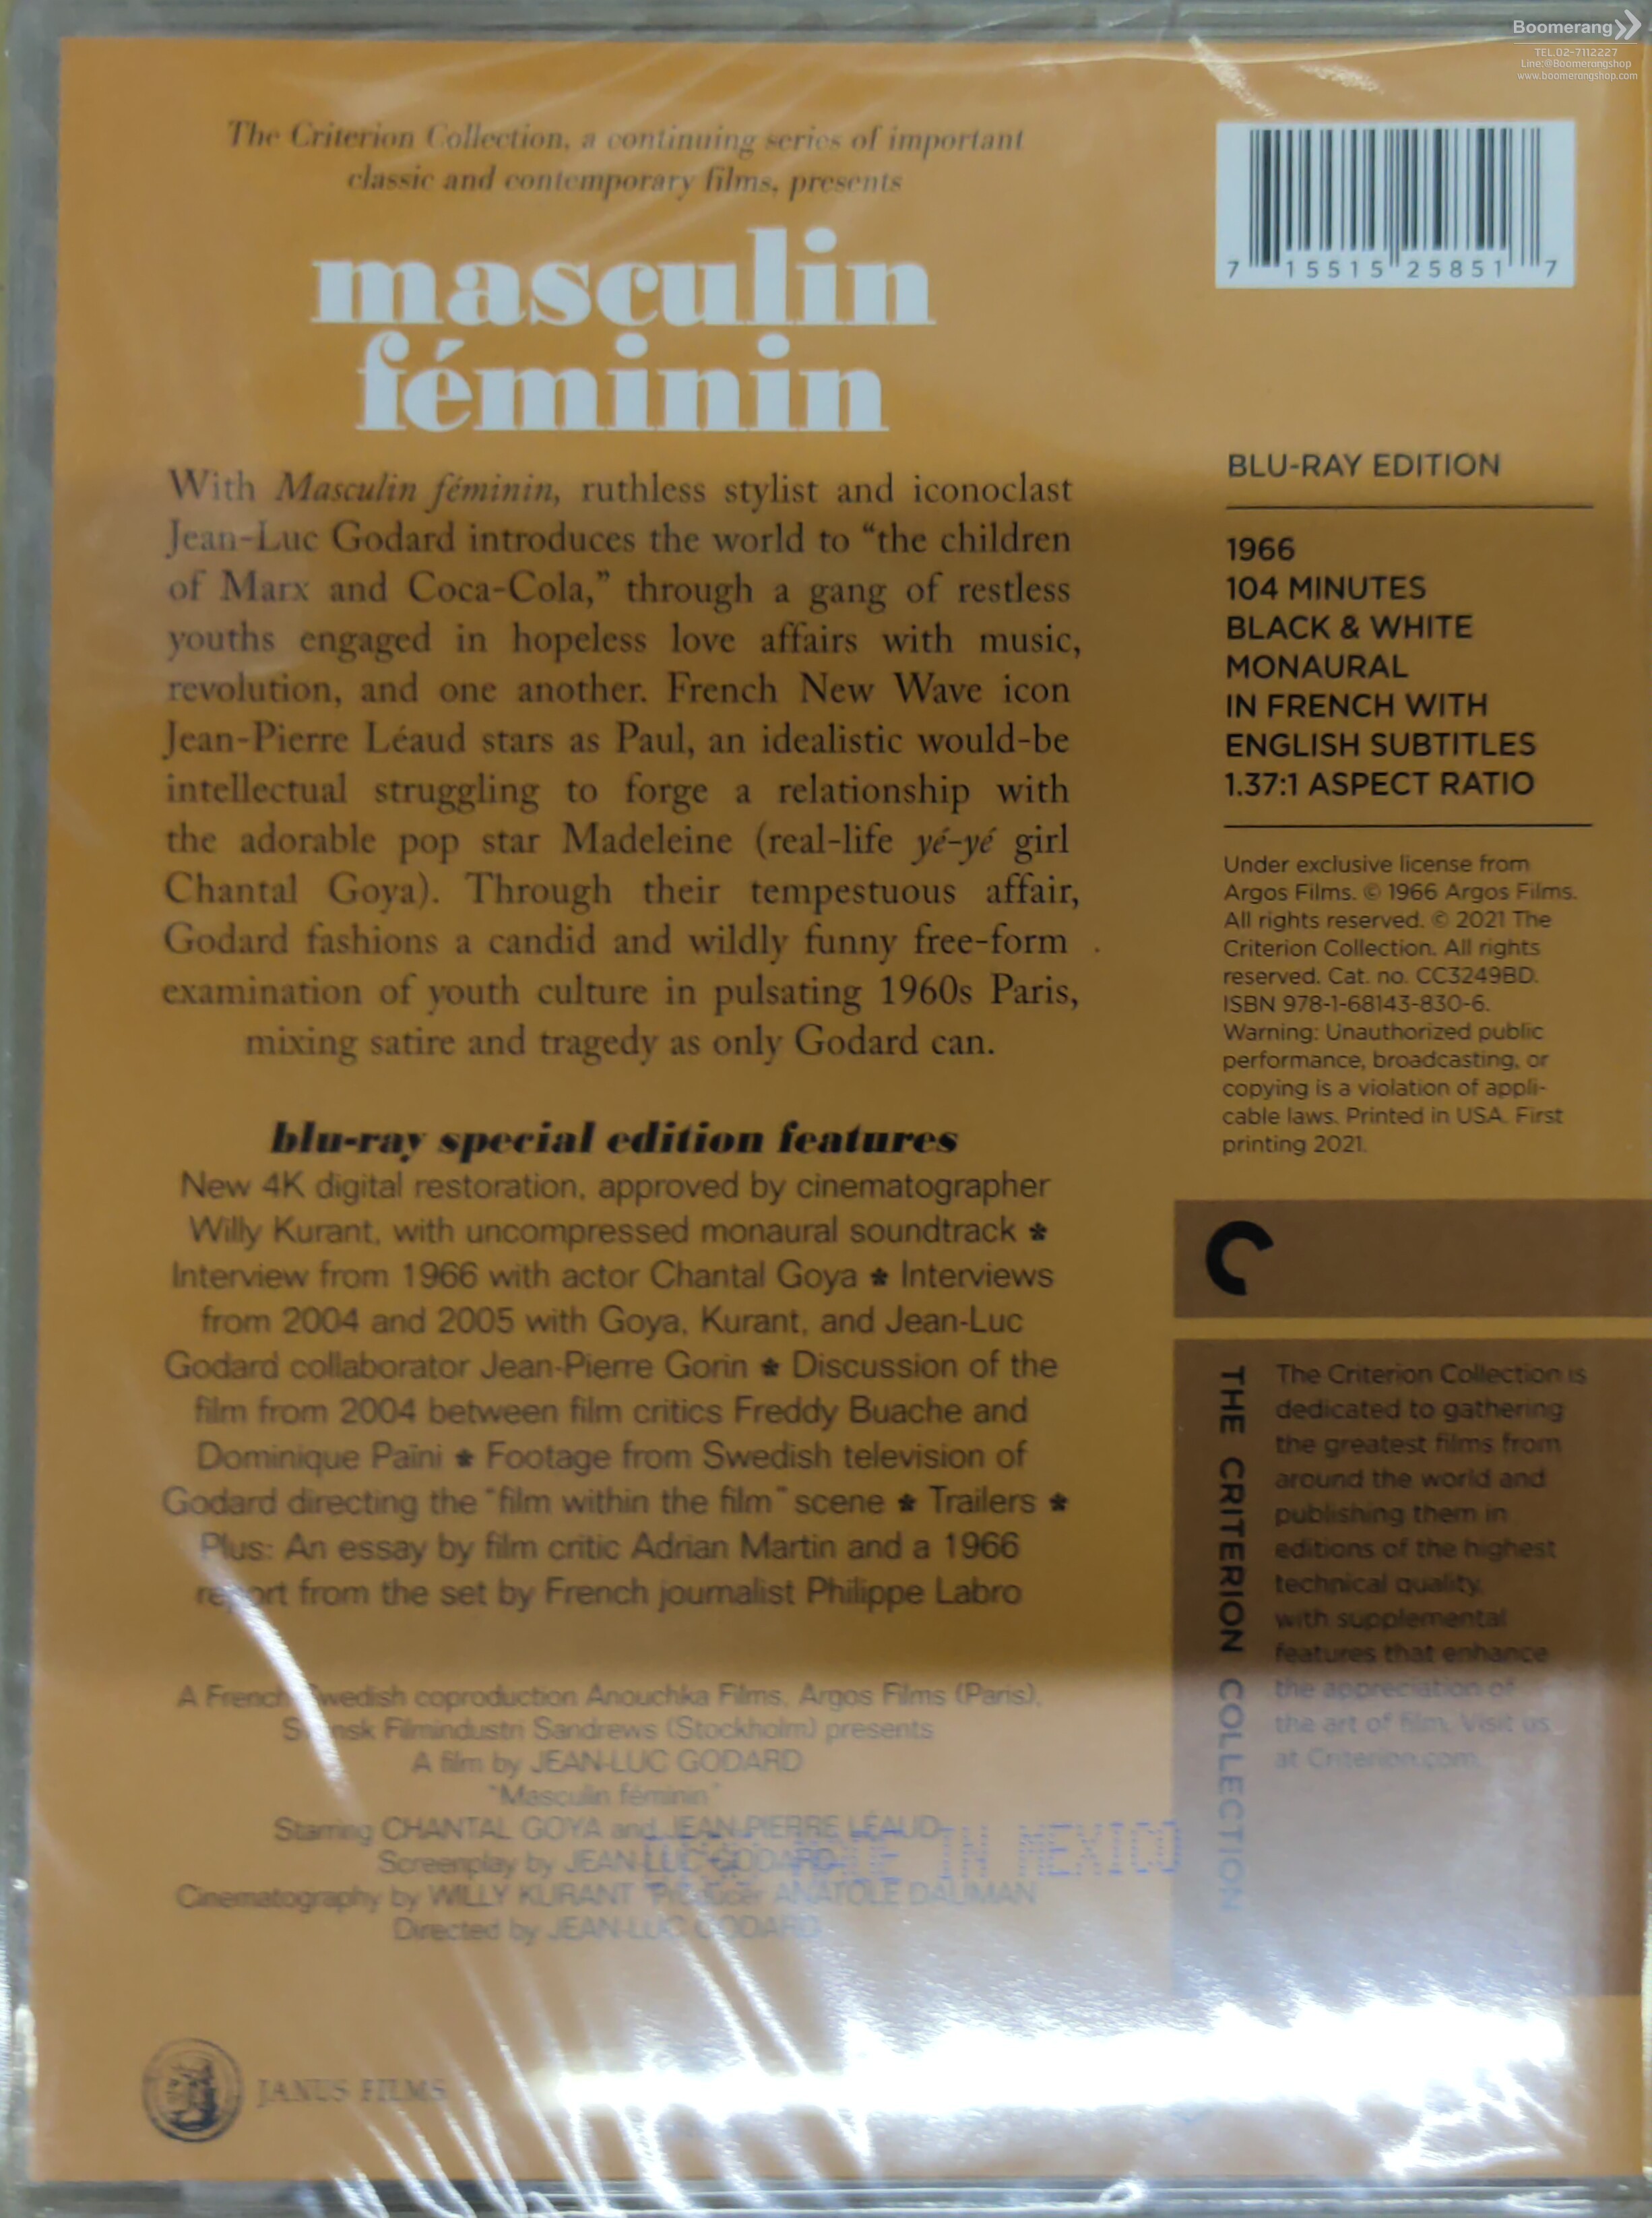 Boomerang
TEL.02-7112227
Line:@Boomerangshop
www.boomerangshop.com
The Criterion Collection, a continuing series of important
classic and contemporary films, presents
masculin
féminin
With Masculin féminin, ruthless stylist and iconoclast
Jean-Luc Godard introduces the world to “the children
of Marx and Coca-Cola,” through a gang of restless
youths engaged in hopeless love affairs with music,
revolution, and one another. French New Wave icon
Jean-Pierre Léaud stars as Paul, an idealistic would-be
intellectual struggling to forge a relationship with
the adorable pop star Madeleine (real-life yé-yé girl
Chantal Goya). Through their tempestuous affair,
Godard fashions a candid and wildly funny free-form
examination of youth culture in pulsating 1960s Paris,
mixing satire and tragedy as only Godard can.
blu-ray special edition features
New 4K digital restoration, approved by cinematographer
Willy Kurant, with uncompressed monaural soundtrack *
Interview from 1966 with actor Chantal Goya * Interviews
from 2004 and 2005 with Goya, Kurant, and Jean-Luc
Godard collaborator Jean-Pierre Gorin * Discussion of the
film from 2004 between film critics Freddy Buache and
Dominique Païni * Footage from Swedish television of
Godard directing the “film within the film” scene * Trailers *
Plus: An essay by film critic Adrian Martin and a 1966
report from the set by French journalist Philippe Labro
A French-Swedish coproduction Anouchka Films, Argos Films (Paris),
Svensk Filmindustri Sandrews (Stockholm) presents
A film by JEAN-LUC GODARD
“Masculin féminin”
Starring CHANTAL GOYA and JEAN-PIERRE LÉAUD
Screenplay by JEAN-LUC GODARD
Cinematography by WILLY KURANT Producer ANATOLE DAUMAN
Directed by JEAN-LUC GODARD
MADE IN MEXICO
JANUS FILMS
7 15515 25851 7
BLU-RAY EDITION
1966
104 MINUTES
BLACK & WHITE
MONAURAL
IN FRENCH WITH
ENGLISH SUBTITLES
1.37:1 ASPECT RATIO
Under exclusive license from
Argos Films. © 1966 Argos Films.
All rights reserved. © 2021 The
Criterion Collection. All rights
reserved. Cat. no. CC3249BD.
ISBN 978-1-68143-830-6.
Warning: Unauthorized public
performance, broadcasting, or
copying is a violation of appli-
cable laws. Printed in USA. First
printing 2021.
THE CRITERION COLLECTION
The Criterion Collection is
dedicated to gathering
the greatest films from
around the world and
publishing them in
editions of the highest
technical quality,
with supplemental
features that enhance
the appreciation of
the art of film. Visit us
at Criterion.com.